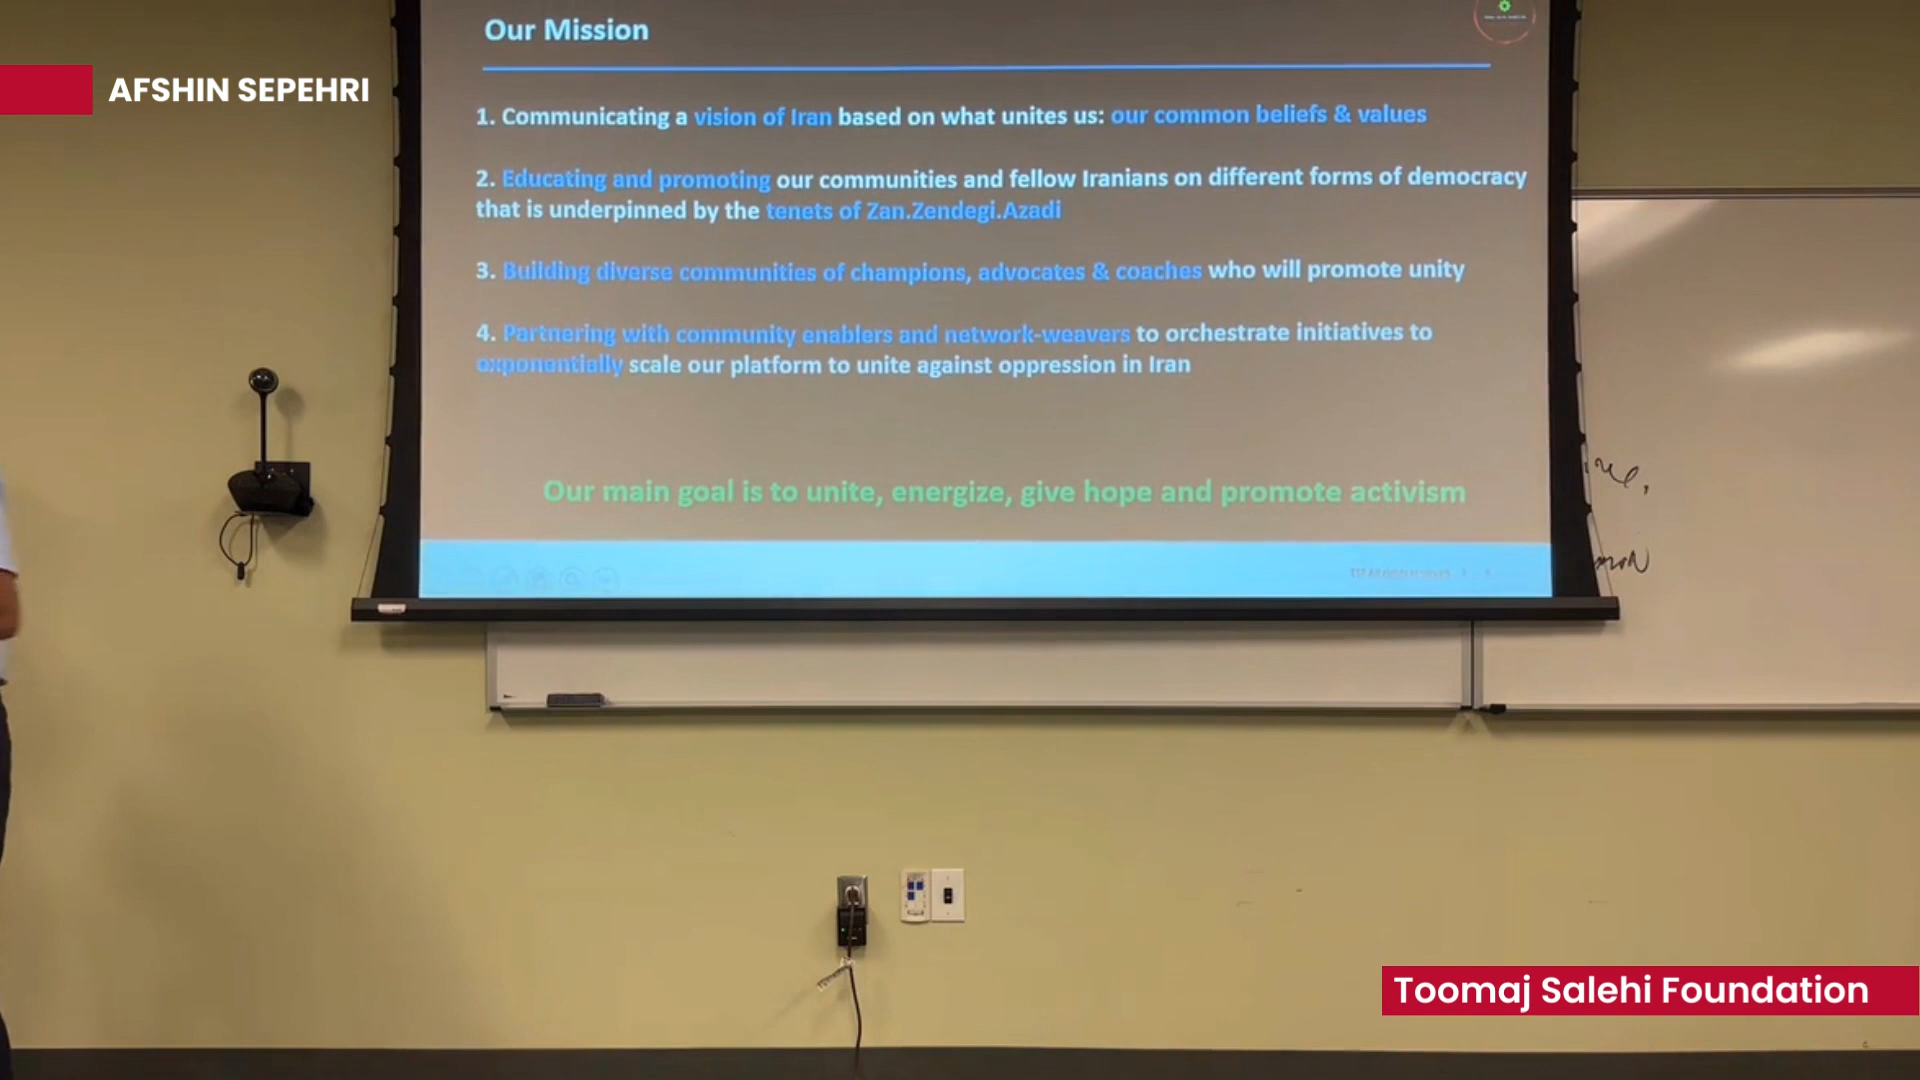 Our Mission
AFSHIN SEPEHRI
1. Communicating a vision of Iran based on what unites us: our common beliefs & values
2. Educating and promoting our communities and fellow Iranians on different forms of democracy
that is underpinned by the tenets of Zan.Zendegi.Azadi
3. Building diverse communities of champions, advocates & coaches who will promote unity
4. Partnering with community enablers and network-weavers to orchestrate initiatives to
exponentially scale our platform to unite against oppression in Iran
Our main goal is to unite, energize, give hope and promote activism
Toomaj Salehi Foundation